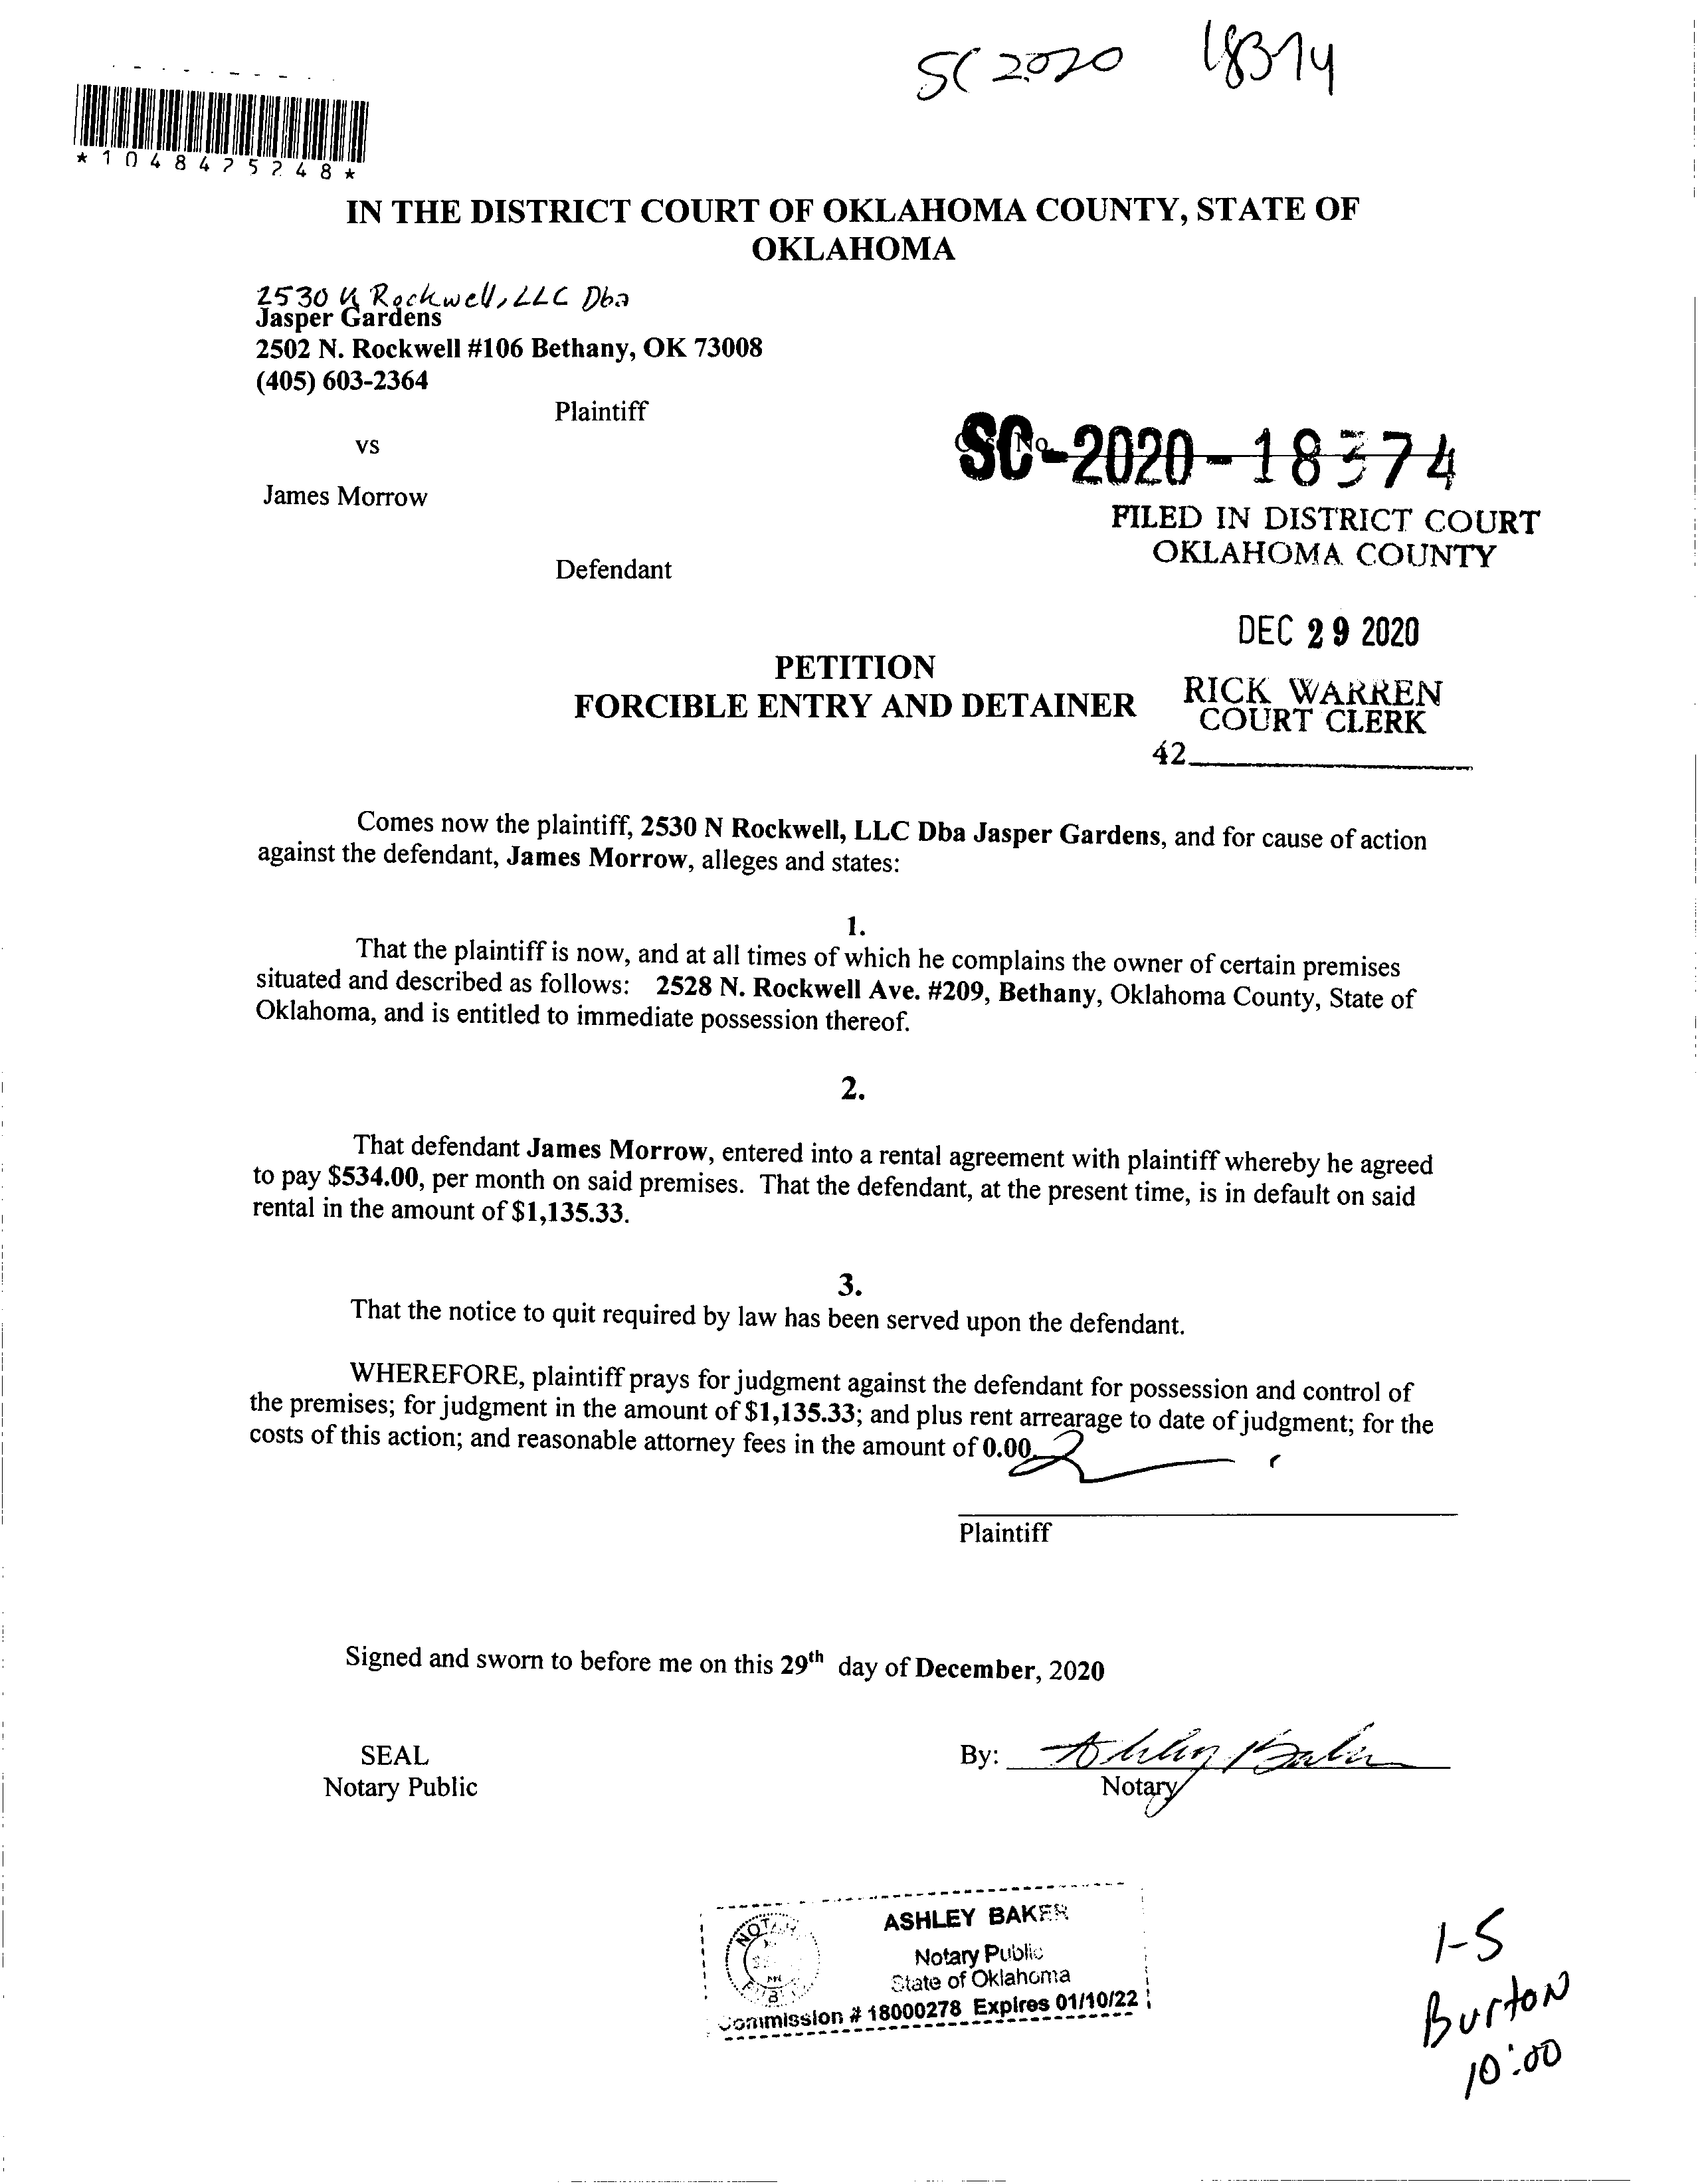 SC 2020 18374
*1048475248*
IN THE DISTRICT COURT OF OKLAHOMA COUNTY, STATE OF
OKLAHOMA
2530 N Rockwell, LLC Dba
Jasper Gardens
2502 N. Rockwell #106 Bethany, OK 73008
(405) 603-2364
Plaintiff
vs
SC-2020-18374
James Morrow
FILED IN DISTRICT COURT
OKLAHOMA COUNTY
Defendant
DEC 29 2020
PETITION
FORCIBLE ENTRY AND DETAINER
RICK WARREN
COURT CLERK
42
Comes now the plaintiff, 2530 N Rockwell, LLC Dba Jasper Gardens, and for cause of action
against the defendant, James Morrow, alleges and states:
1.
That the plaintiff is now, and at all times of which he complains the owner of certain premises
situated and described as follows: 2528 N. Rockwell Ave. #209, Bethany, Oklahoma County, State of
Oklahoma, and is entitled to immediate possession thereof.
2.
That defendant James Morrow, entered into a rental agreement with plaintiff whereby he agreed
to pay $534.00, per month on said premises. That the defendant, at the present time, is in default on said
rental in the amount of $1,135.33.
3.
That the notice to quit required by law has been served upon the defendant.
WHEREFORE, plaintiff prays for judgment against the defendant for possession and control of
the premises; for judgment in the amount of $1,135.33; and plus rent arrearage to date of judgment; for the
costs of this action; and reasonable attorney fees in the amount of 0.00.
Plaintiff
Signed and sworn to before me on this 29th day of December, 2020
SEAL
Notary Public
By: Ashley Baker
Notary
ASHLEY BAKER
Notary Public
State of Oklahoma
Commission # 18000278 Expires 01/10/22
1-5
Burton
10:00